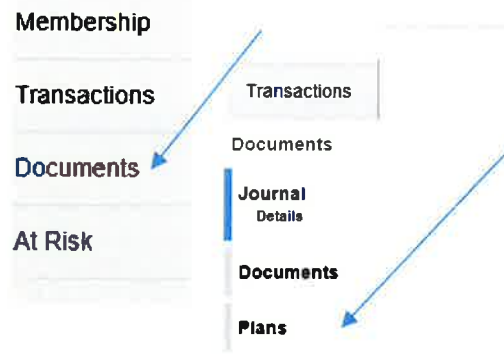 Membership
Transactions
Documents
At Risk
Transactions
Documents
Journal
Details
Documents
Plans